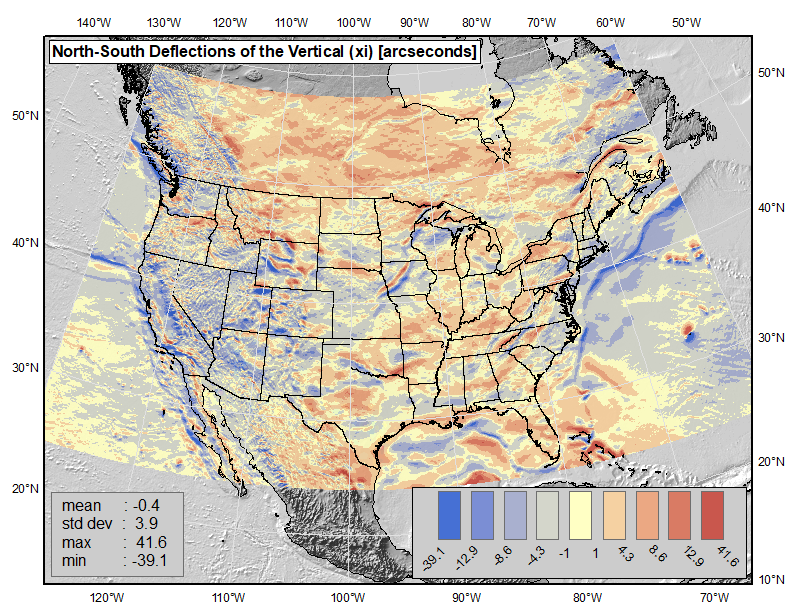 140°W 130°W 120°W 110°W 100°W 90°W 80°W 70°W 60°W 50°W
North-South Deflections of the Vertical (xi) [arcseconds]
50°N 50°N
40°N 40°N
30°N 30°N
20°N 20°N
10°N
mean : -0.4
std dev : 3.9
max : 41.6
min : -39.1
-39.1 -12.9 -8.6 -4.3 -1 1 4.3 8.6 12.9 41.6
120°W 110°W 100°W 90°W 80°W 70°W